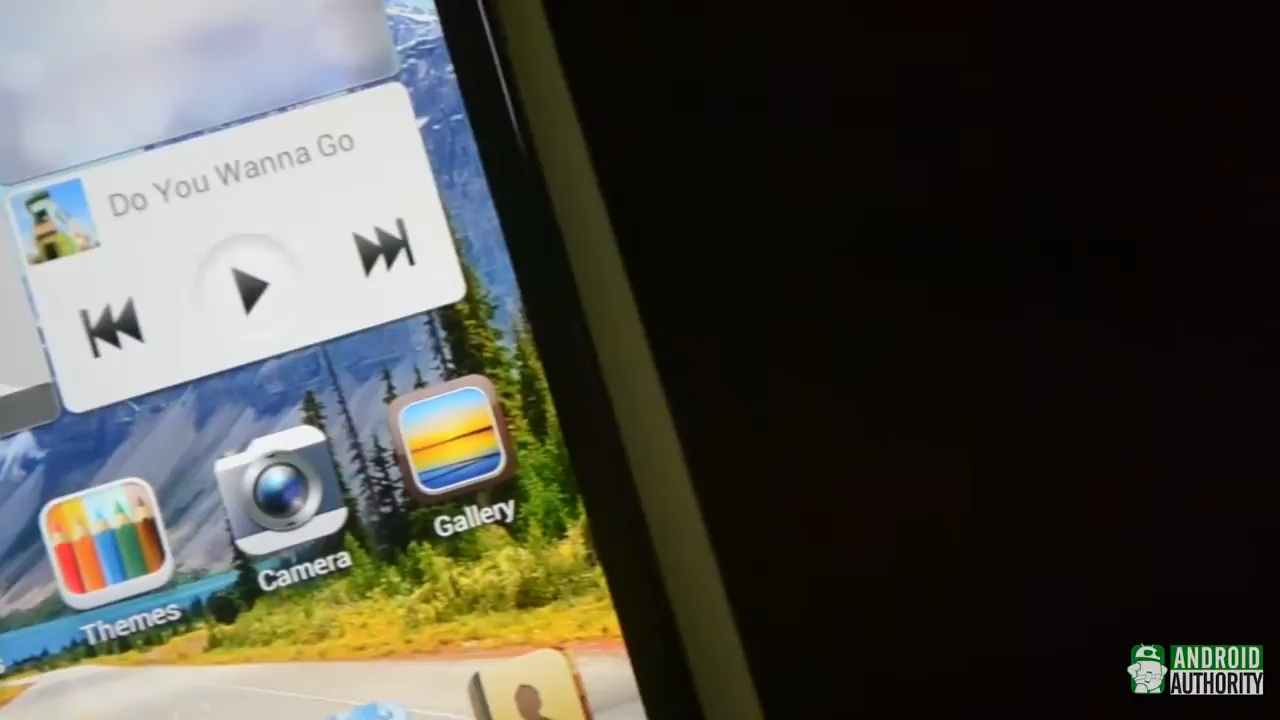 Do You Wanna Go
Gallery
Camera
Themes
ANDROID
AUTHORITY